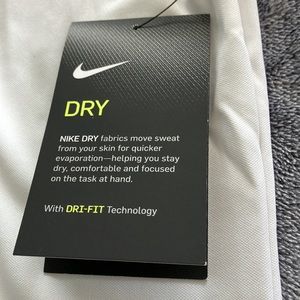 DRY
NIKE DRY fabrics move sweat
from your skin for quicker
evaporation—helping you stay
dry, comfortable and focused
on the task at hand.
With DRI-FIT Technology